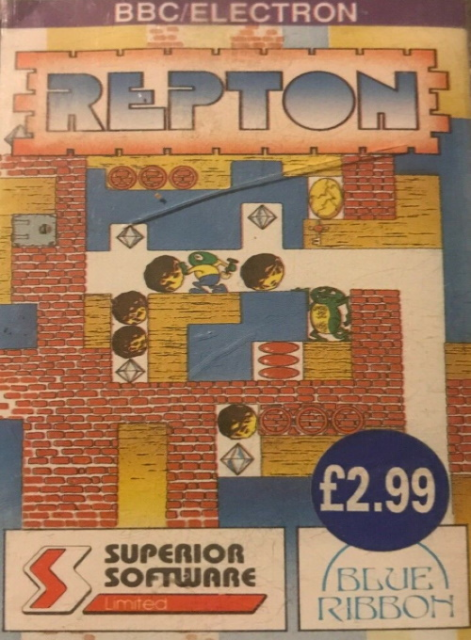 BBC/ELECTRON
REPTON
£2.99
SUPERIOR
SOFTWARE
Limited
BLUE
RIBBON